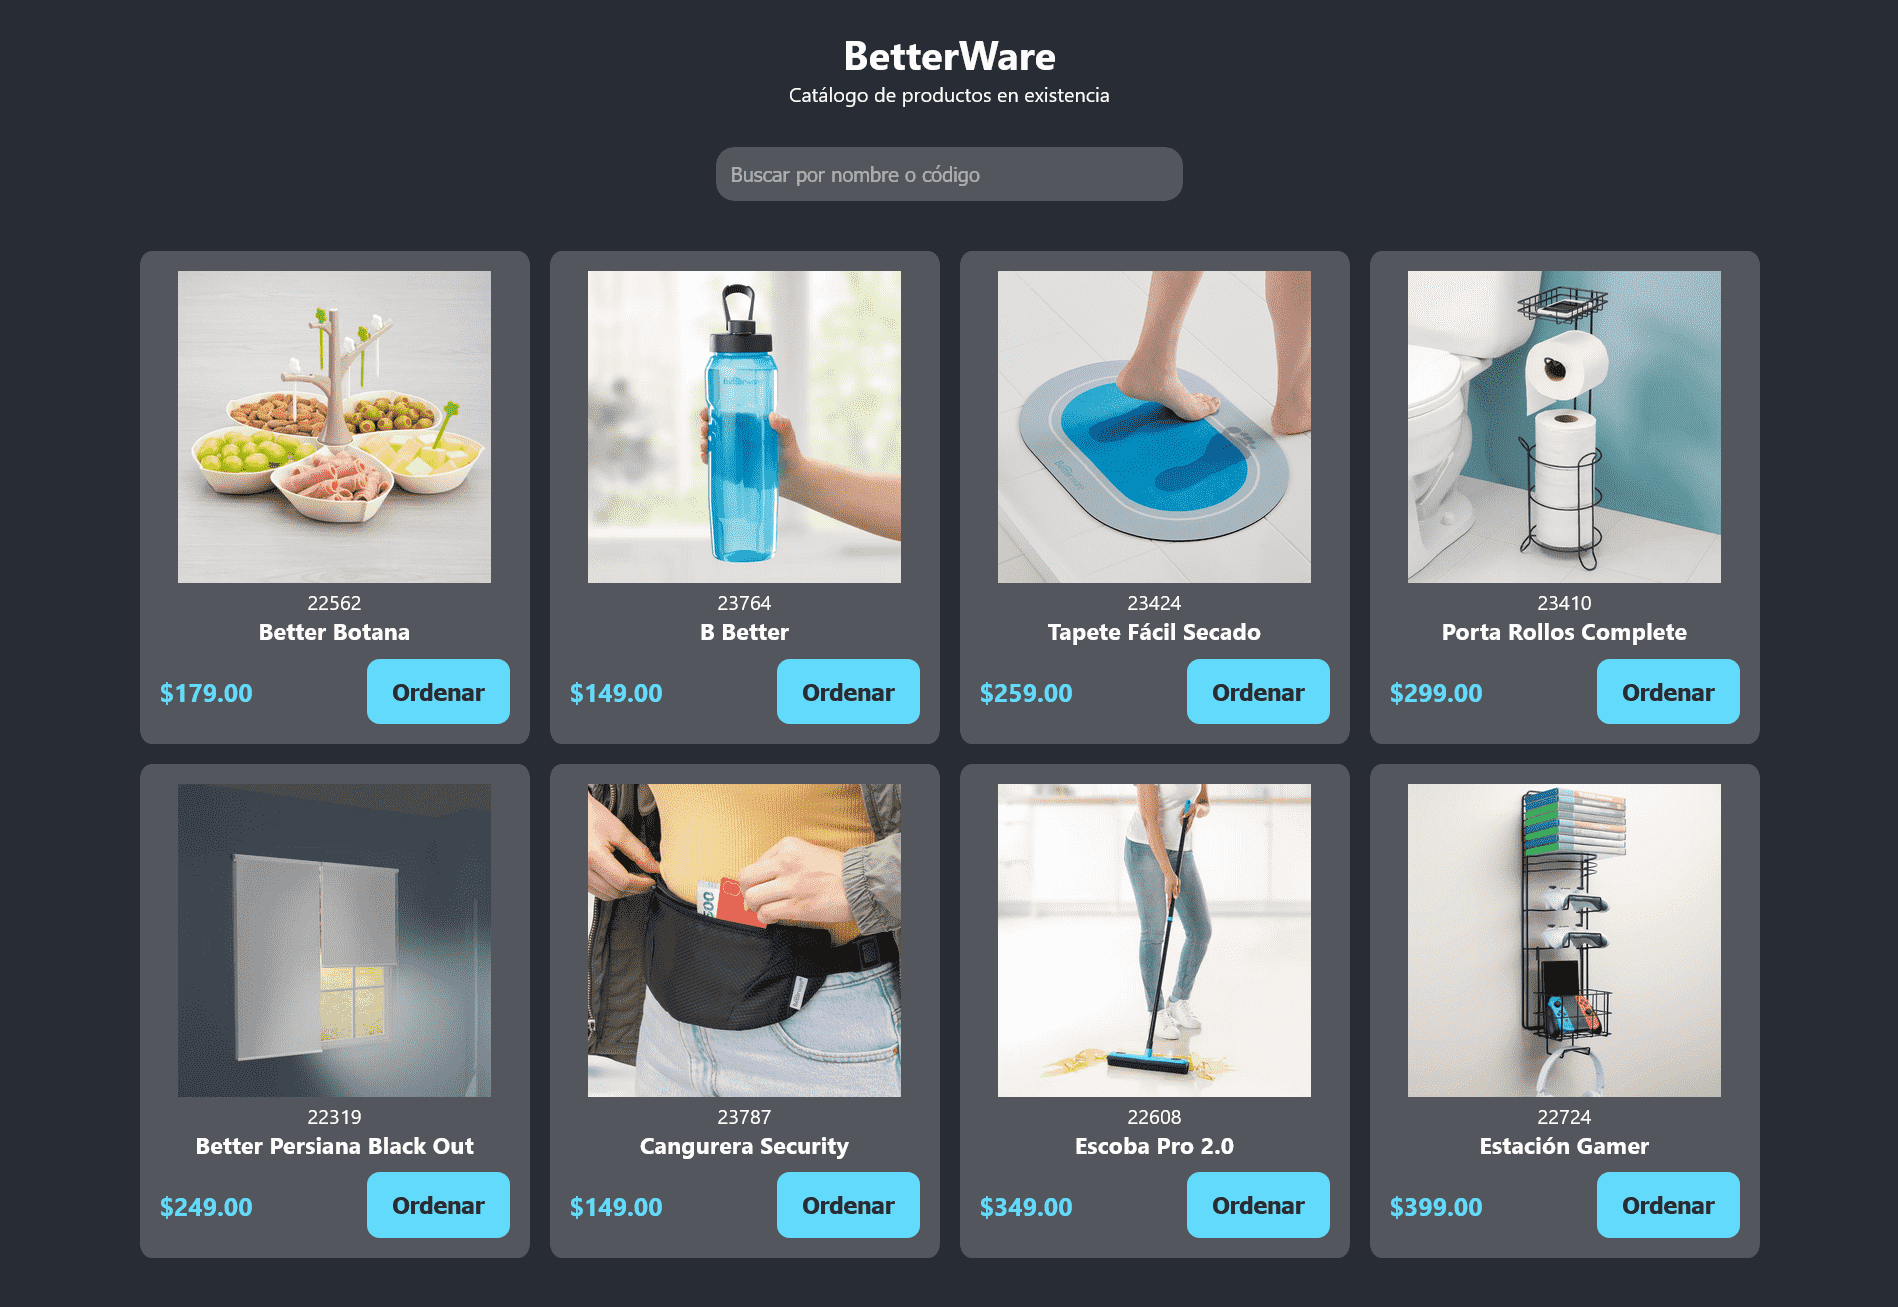 BetterWare
Catálogo de productos en existencia
Buscar por nombre o código
22562
Better Botana
$179.00
Ordenar
23764
B Better
$149.00
Ordenar
23424
Tapete Fácil Secado
$259.00
Ordenar
23410
Porta Rollos Complete
$299.00
Ordenar
22319
Better Persiana Black Out
$249.00
Ordenar
23787
Cangurera Security
$149.00
Ordenar
22608
Escoba Pro 2.0
$349.00
Ordenar
22724
Estación Gamer
$399.00
Ordenar